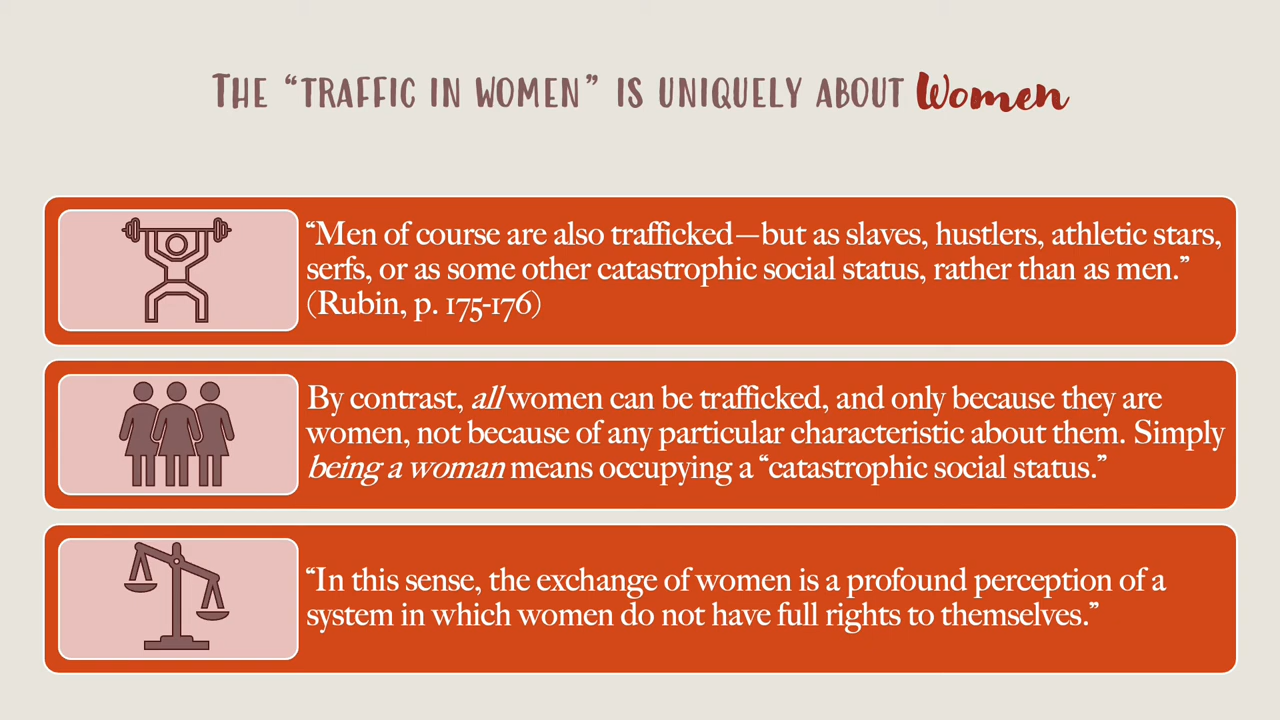 THE “TRAFFIC IN WOMEN” IS UNIQUELY ABOUT Women
“Men of course are also trafficked—but as slaves, hustlers, athletic stars,
serfs, or as some other catastrophic social status, rather than as men.”
(Rubin, p. 175-176)
By contrast, all women can be trafficked, and only because they are
women, not because of any particular characteristic about them. Simply
being a woman means occupying a “catastrophic social status.”
“In this sense, the exchange of women is a profound perception of a
system in which women do not have full rights to themselves.”